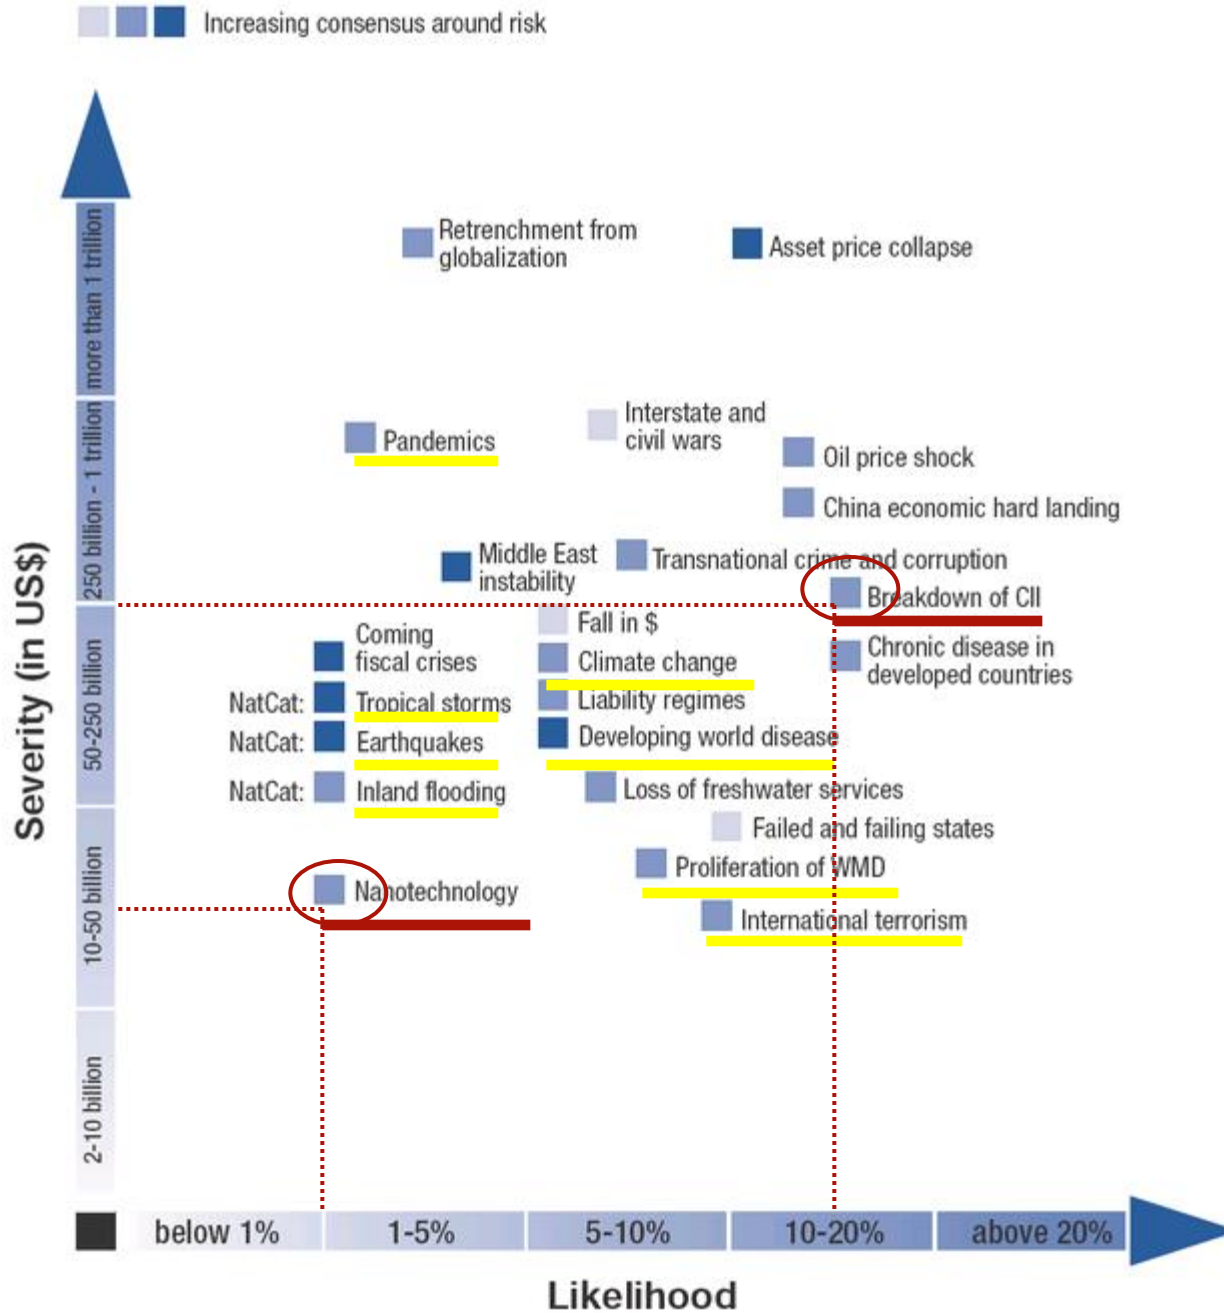 Increasing consensus around risk
Severity (in US$)
more than 1 trillion
250 billion - 1 trillion
50-250 billion
10-50 billion
2-10 billion
Retrenchment from
globalization
Asset price collapse
Interstate and
civil wars
Pandemics
Oil price shock
China economic hard landing
Middle East
instability
Transnational crime and corruption
Breakdown of CII
Fall in $
Coming
fiscal crises
Climate change
Chronic disease in
developed countries
NatCat: Tropical storms
Liability regimes
NatCat: Earthquakes
Developing world disease
NatCat: Inland flooding
Loss of freshwater services
Failed and failing states
Proliferation of WMD
Nanotechnology
International terrorism
below 1%
1-5%
5-10%
10-20%
above 20%
Likelihood